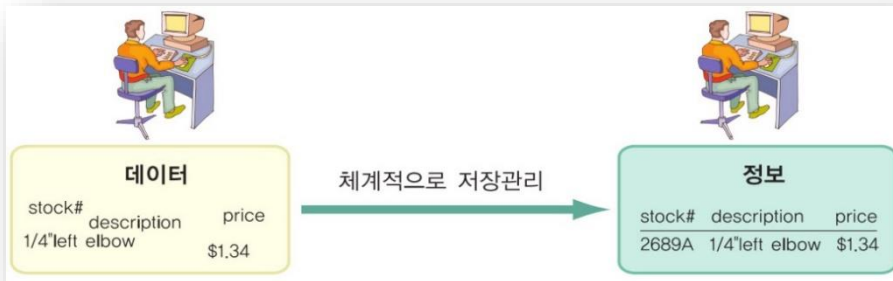 데이터
stock#
description price
1/4"left elbow
$1.34
체계적으로 저장관리
정보
stock# description price
2689A 1/4"left elbow $1.34